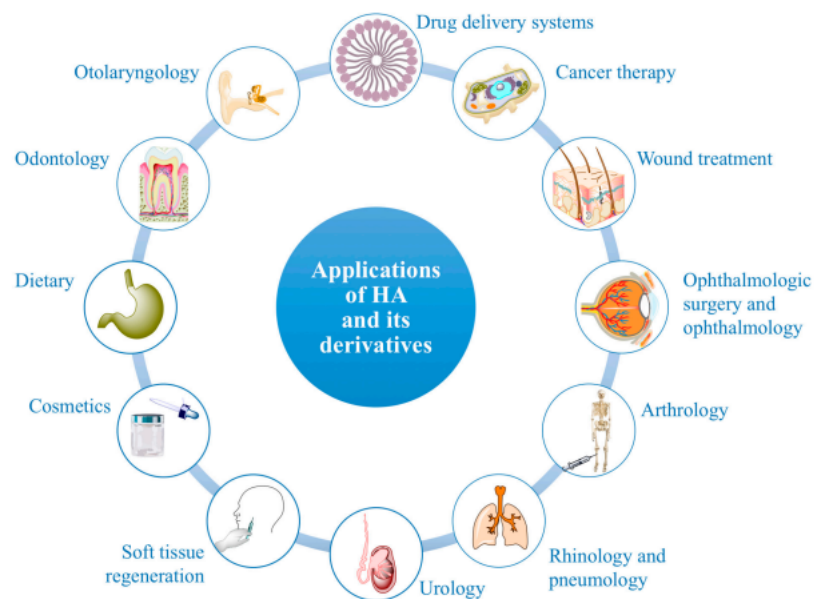 Drug delivery systems
Cancer therapy
Wound treatment
Ophthalmologic
surgery and
ophthalmology
Arthrology
Rhinology and
pneumology
Urology
Soft tissue
regeneration
Cosmetics
Dietary
Odontology
Otolaryngology
Applications
of HA
and its
derivatives